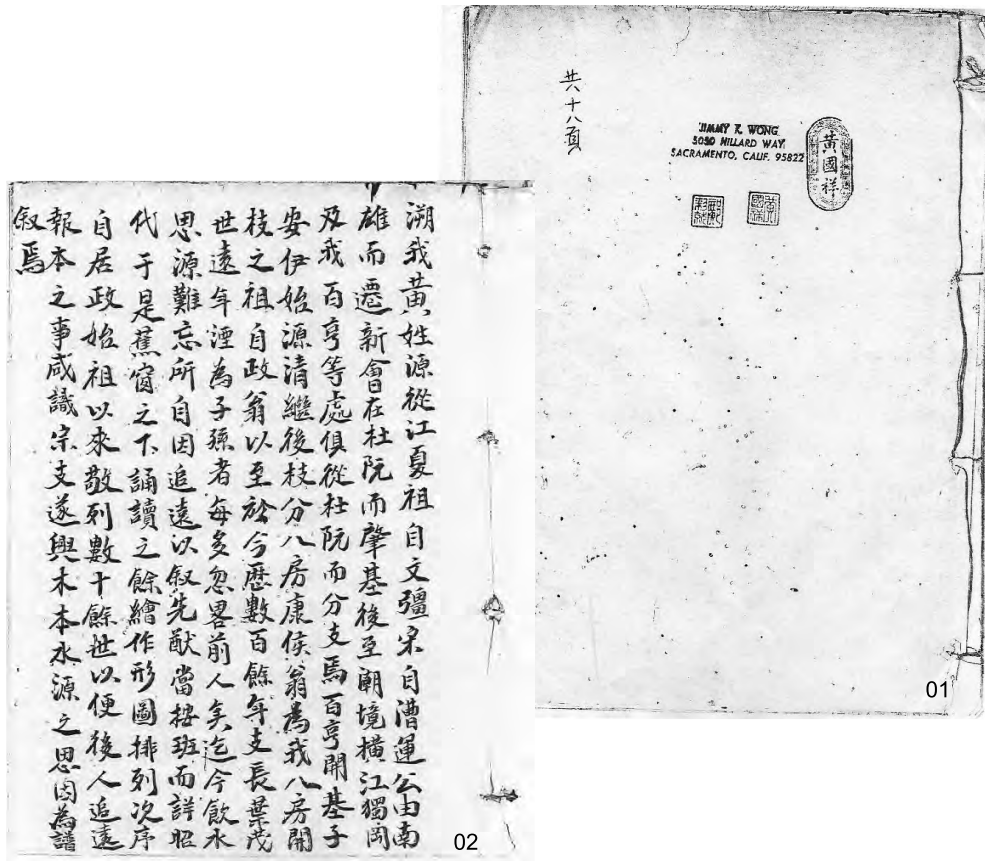 共十八頁
JIMMY K. WONG
5050 HILLARD WAY
SACRAMENTO, CALIF. 95822
黃國祥
01
溯我黃姓源從江夏祖自文彊宋自漕運公由南
雄而遷新會在杜阮而肇基後至蓢境橫江獨岡
及我百亨等處俱從杜阮而分支焉百亨開基子
安伊始源清繼後枝分八房康侯翁為我八房開
枝之祖自政翁以至於今歷數百餘年支長葉茂
世遠年湮為子孫者每多忽畧前人矣迄今飲水
思源難忘所自因追遠以叙先猷當按班而詳昭
代于是蕉窗之下誦讀之餘繪作形圖排列次序
自居政始祖以來敬列數十餘世以便後人追遠
報本之事咸識宗支遂興木本水源之思因為譜
叙焉
02